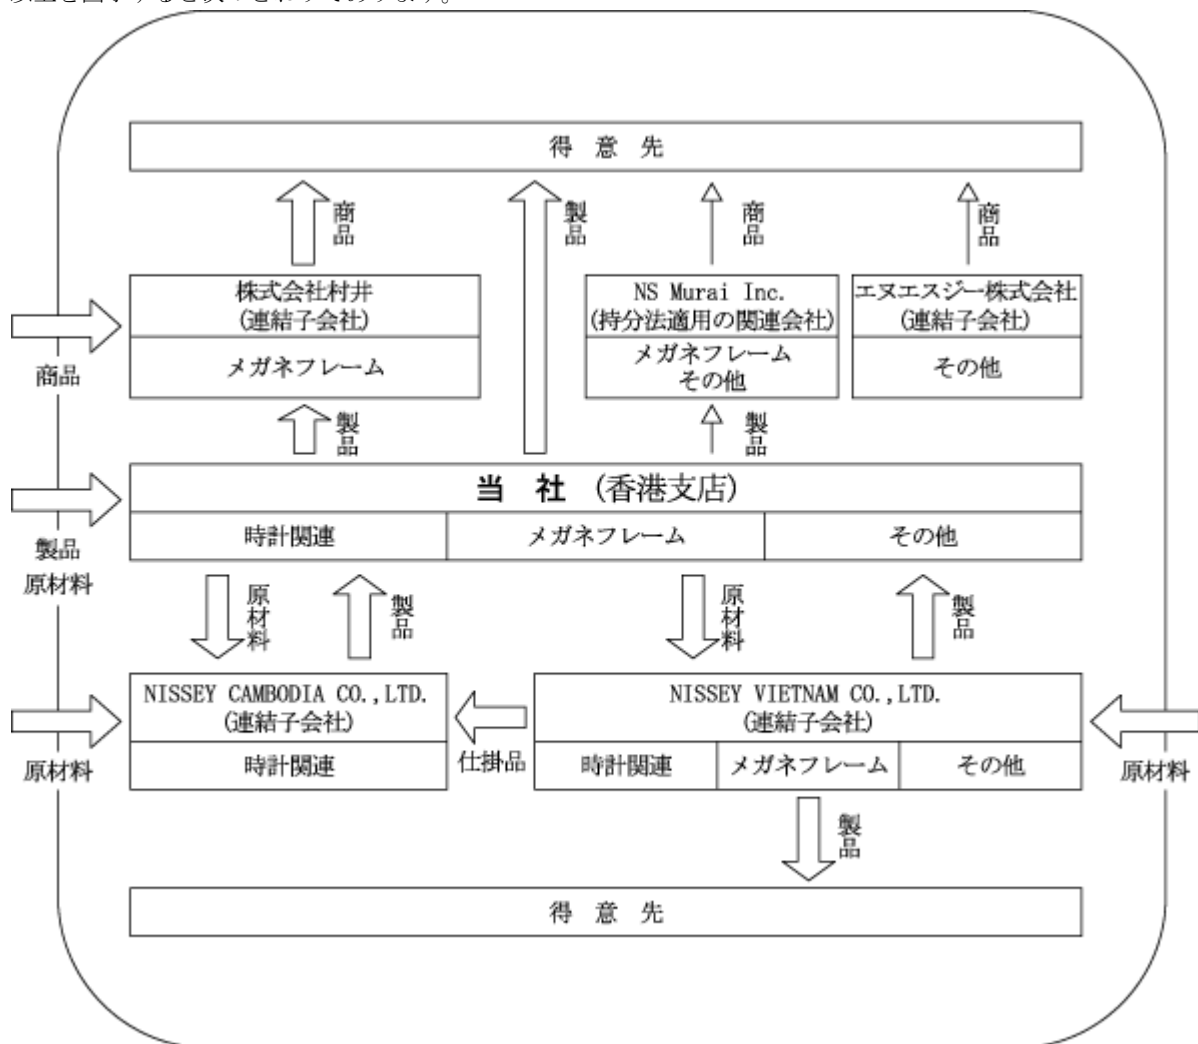 得 意 先
商品
製品
商品
商品
株式会社村井
(連結子会社)
メガネフレーム
NS Murai Inc.
(持分法適用の関連会社)
メガネフレーム
その他
エヌエスジー株式会社
(連結子会社)
その他
商品
製品
製品
当 社 (香港支店)
時計関連
メガネフレーム
その他
製品
原材料
原材料
製品
原材料
製品
NISSEY CAMBODIA CO.,LTD.
(連結子会社)
時計関連
仕掛品
NISSEY VIETNAM CO.,LTD.
(連結子会社)
時計関連
メガネフレーム
その他
原材料
原材料
製品
得 意 先